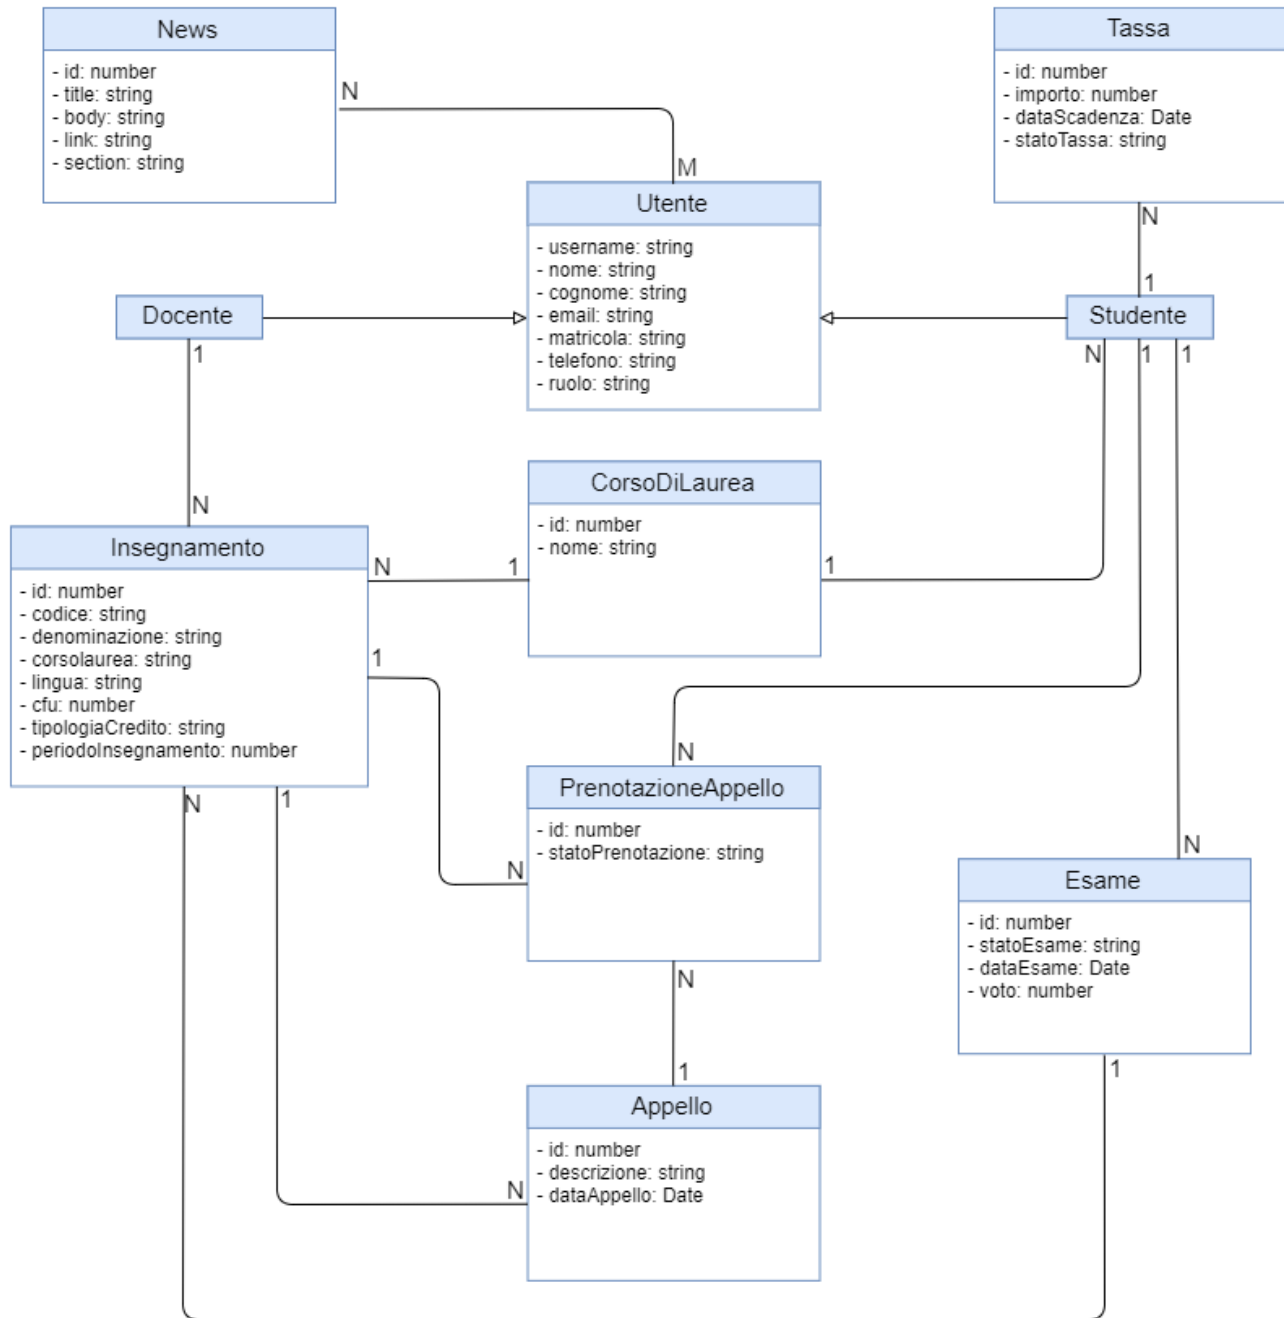 News
- id: number
- title: string
- body: string
- link: string
- section: string
N
M
Tassa
- id: number
- importo: number
- dataScadenza: Date
- statoTassa: string
N
1
Utente
- username: string
- nome: string
- cognome: string
- email: string
- matricola: string
- telefono: string
- ruolo: string
Docente
1
N
Studente
N
1
1
CorsoDiLaurea
- id: number
- nome: string
1
1
Insegnamento
- id: number
- codice: string
- denominazione: string
- corsolaurea: string
- lingua: string
- cfu: number
- tipologiaCredito: string
- periodoInsegnamento: number
N
1
N
1
N
PrenotazioneAppello
- id: number
- statoPrenotazione: string
N
N
1
Esame
- id: number
- statoEsame: string
- dataEsame: Date
- voto: number
N
1
Appello
- id: number
- descrizione: string
- dataAppello: Date
N